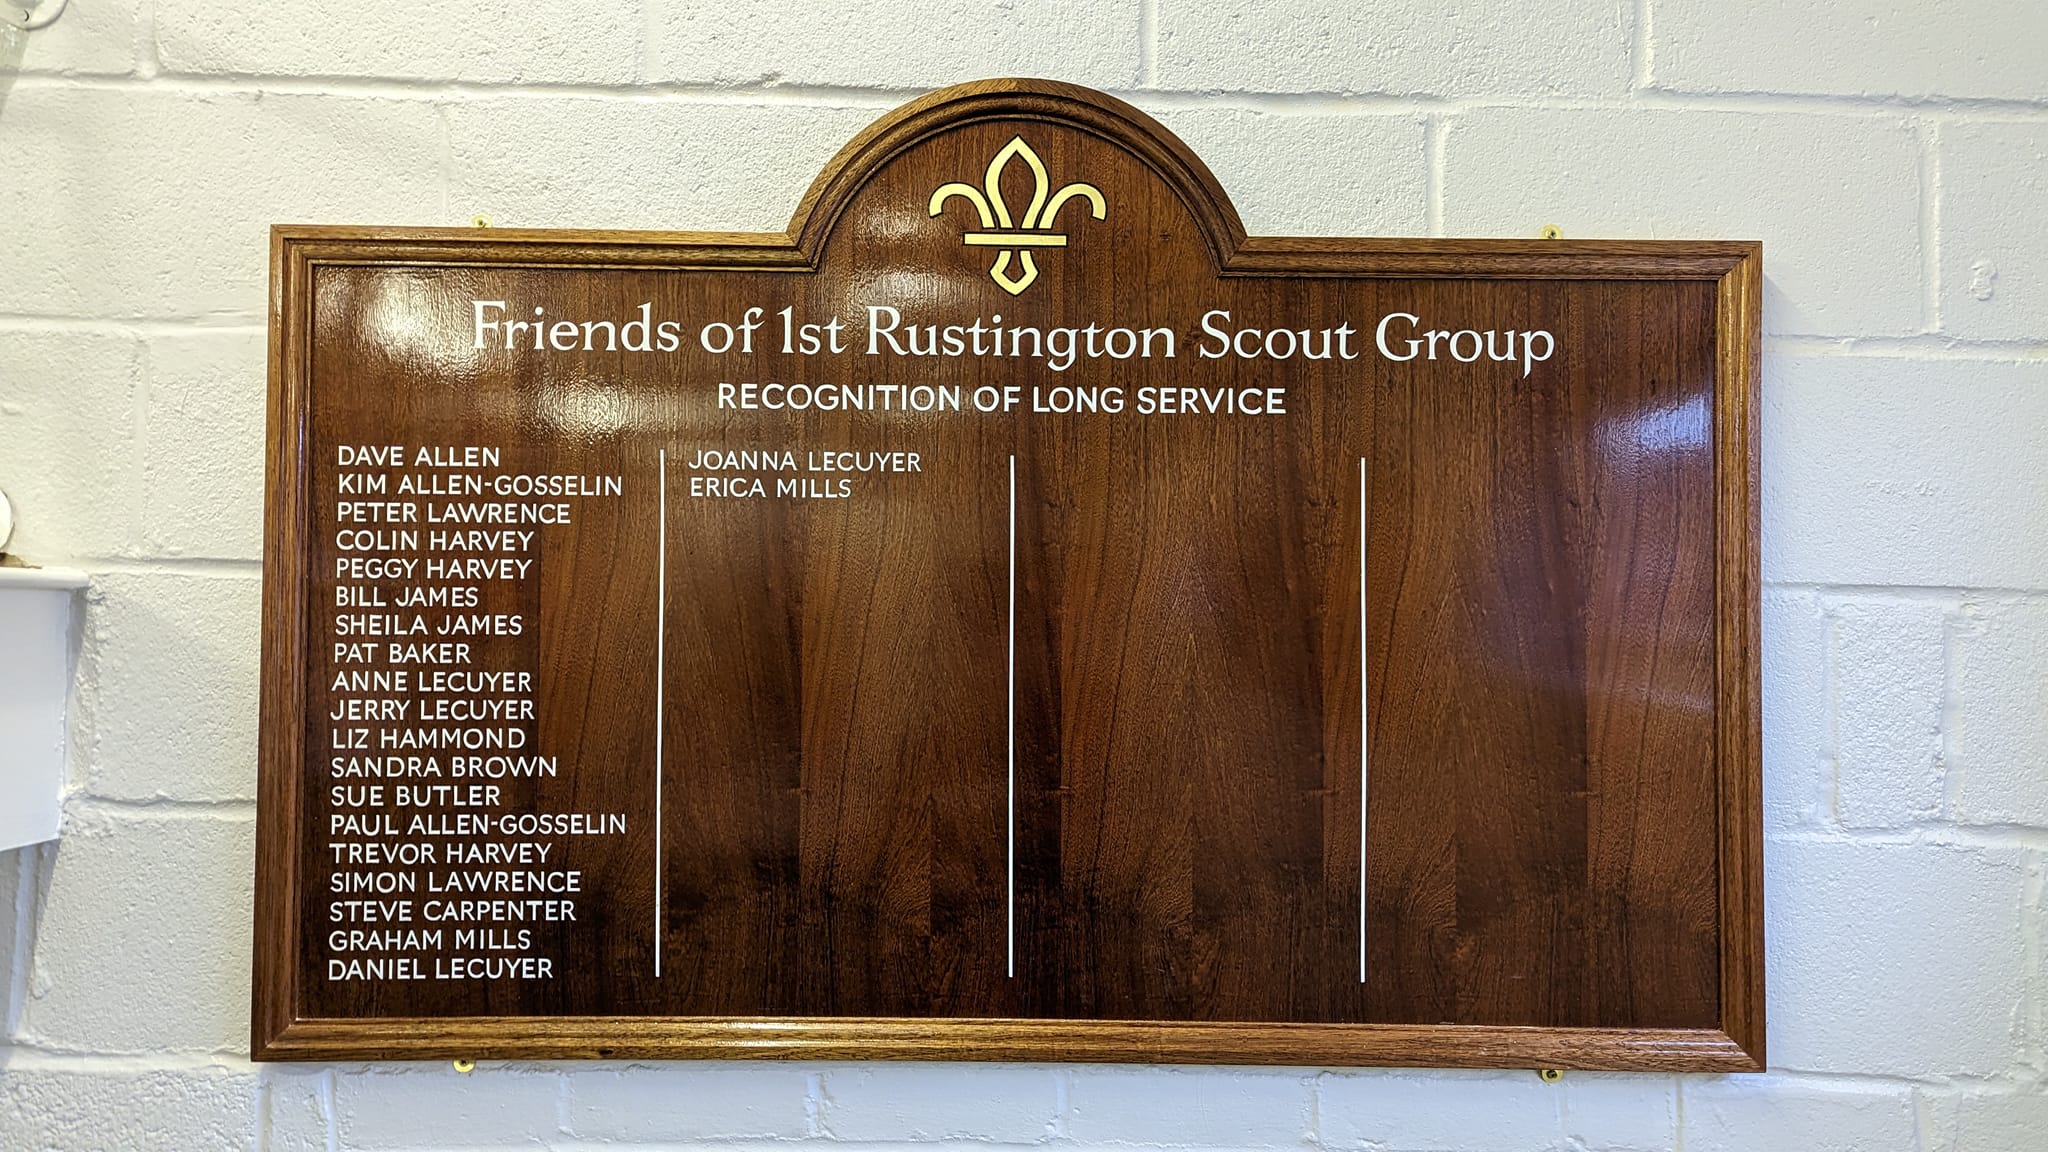 Friends of 1st Rustington Scout Group
RECOGNITION OF LONG SERVICE
DAVE ALLEN
KIM ALLEN-GOSSELIN
PETER LAWRENCE
COLIN HARVEY
PEGGY HARVEY
BILL JAMES
SHEILA JAMES
PAT BAKER
ANNE LECUYER
JERRY LECUYER
LIZ HAMMOND
SANDRA BROWN
SUE BUTLER
PAUL ALLEN-GOSSELIN
TREVOR HARVEY
SIMON LAWRENCE
STEVE CARPENTER
GRAHAM MILLS
DANIEL LECUYER
JOANNA LECUYER
ERICA MILLS